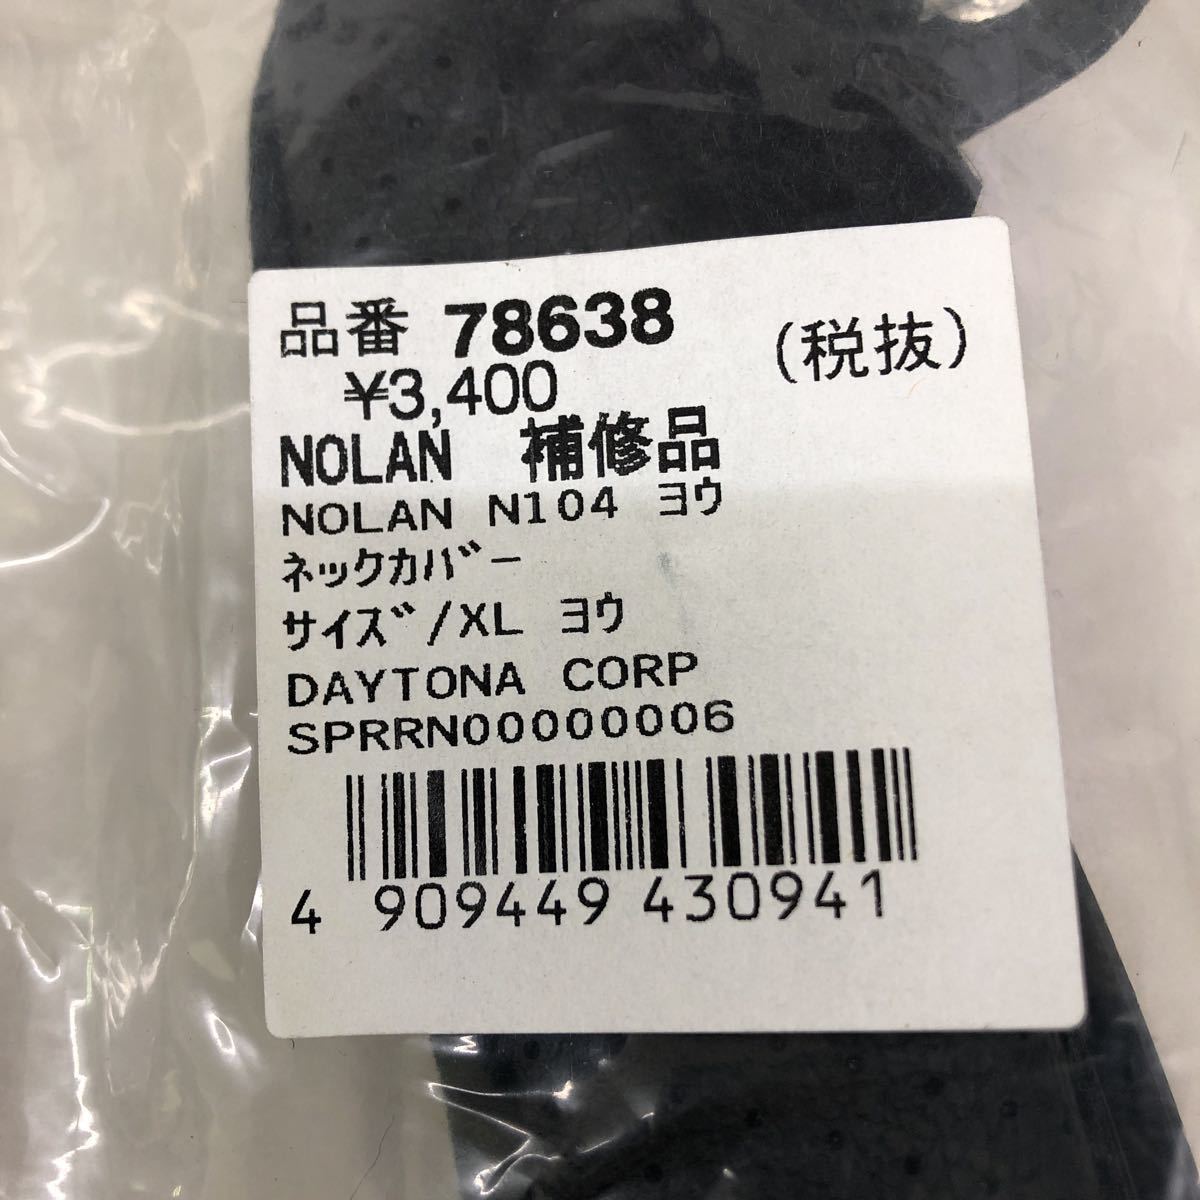 品番 78638
¥3,400 (税抜)
NOLAN 補修品
NOLAN N104 ヨウ
ネックカバー
サイズ/XL ヨウ
DAYTONA CORP
SPRRN00000006
4 909449 430941